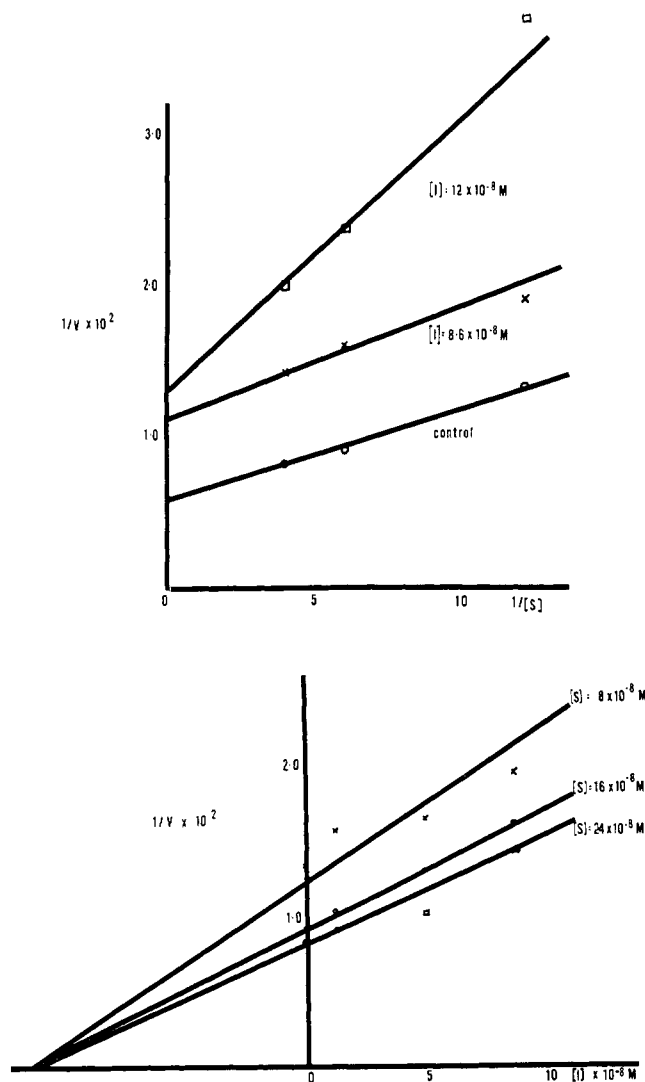 3·0
[I]= 12 x 10⁻⁸ M
2·0
1/V x 10²
[I]= 8·6 x 10⁻⁸ M
1·0
control
0 5 10 1/[S]
[S]= 8 x 10⁻⁸ M
2·0
1/V x 10²
[S]= 16 x 10⁻⁸ M
[S]= 24 x 10⁻⁸ M
1·0
0 5 10 [I] x 10⁻⁸ M